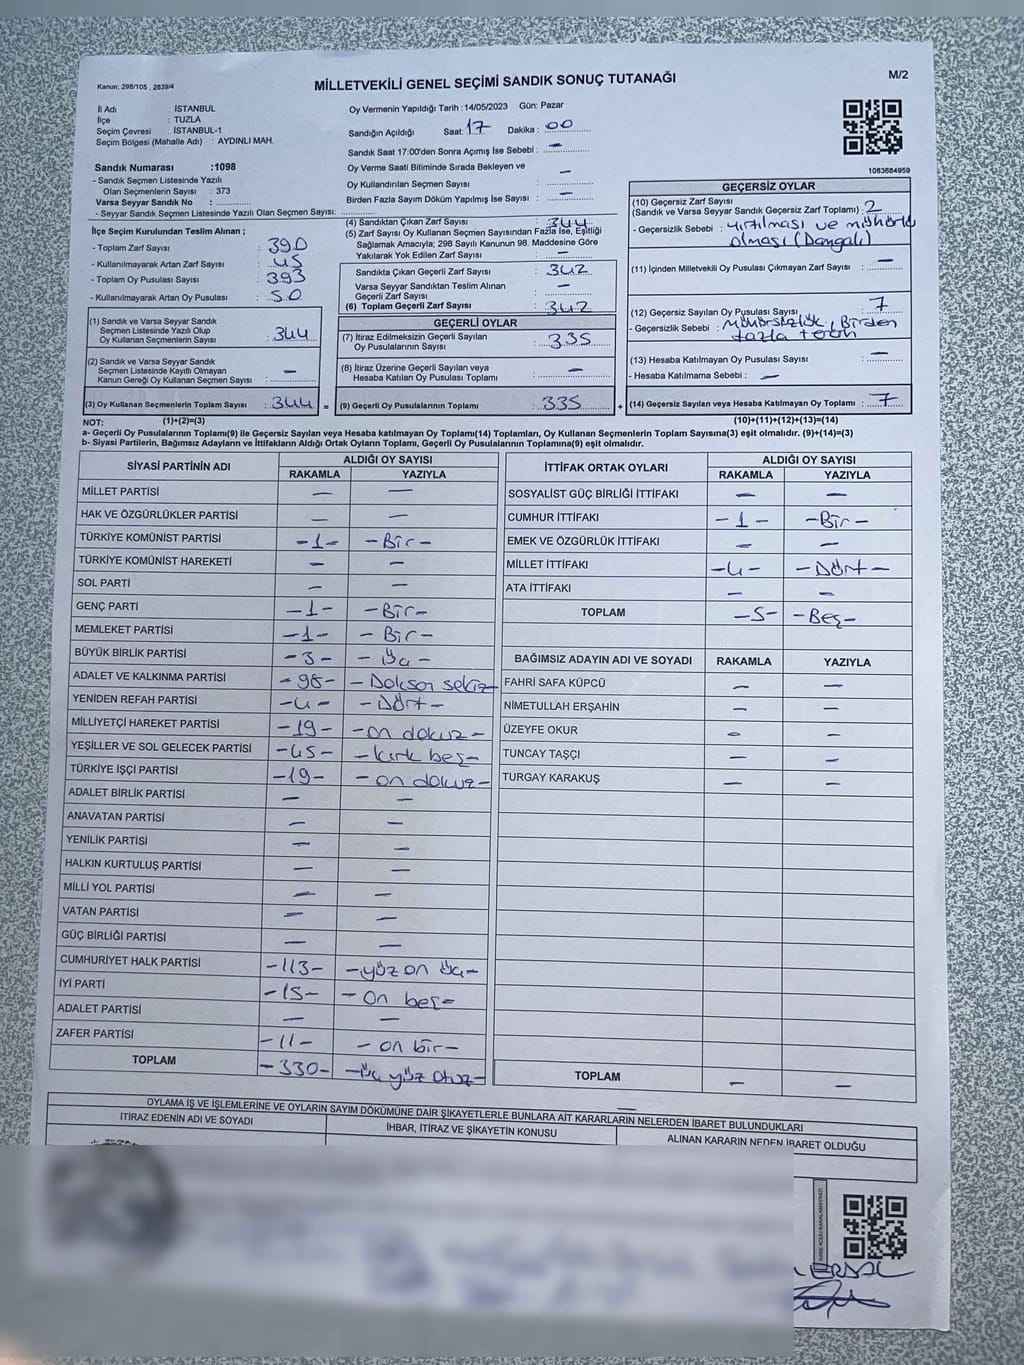 Kanun: 298/105 , 2839/4
MİLLETVEKİLİ GENEL SEÇİMİ SANDIK SONUÇ TUTANAĞI
M/2
İl Adı : İSTANBUL
İlçe : TUZLA
Seçim Çevresi : İSTANBUL-1
Seçim Bölgesi (Mahalle Adı) : AYDINLI MAH.
Sandık Numarası :1098
- Sandık Seçmen Listesinde Yazılı
Olan Seçmenlerin Sayısı : 373
Varsa Seyyar Sandık No :
- Seyyar Sandık Seçmen Listesinde Yazılı Olan Seçmen Sayısı:
İlçe Seçim Kurulundan Teslim Alınan ;
- Toplam Zarf Sayısı : 390
- Kullanılmayarak Artan Zarf Sayısı : 45
- Toplam Oy Pusulası Sayısı : 393
- Kullanılmayarak Artan Oy Pusulası : 50
Oy Vermenin Yapıldığı Tarih :14/05/2023 Gün: Pazar
Sandığın Açıldığı Saat: 17 Dakika : 00
Sandık Saat 17:00'den Sonra Açımış İse Sebebi : —
Oy Verme Saati Bitiminde Sırada Bekleyen ve
Oy Kullandırılan Seçmen Sayısı : —
Birden Fazla Sayım Döküm Yapılmış İse Sayısı : —
(4) Sandıktan Çıkan Zarf Sayısı : 344
(5) Zarf Sayısı Oy Kullanan Seçmen Sayısından Fazla İse, Eşitliği
Sağlamak Amacıyla; 298 Sayılı Kanunun 98. Maddesine Göre
Yakılarak Yok Edilen Zarf Sayısı : —
Sandıkta Çıkan Geçerli Zarf Sayısı : 342
Varsa Seyyar Sandıktan Teslim Alınan
Geçerli Zarf Sayısı : —
(6) Toplam Geçerli Zarf Sayısı : 342
1083684959
GEÇERSİZ OYLAR
(10) Geçersiz Zarf Sayısı
(Sandık ve Varsa Seyyar Sandık Geçersiz Zarf Toplamı) : 2
- Geçersizlik Sebebi : yırtılması ve mühürlü
olması (Damgalı)
(11) İçinden Milletvekili Oy Pusulası Çıkmayan Zarf Sayısı : —
(12) Geçersiz Sayılan Oy Pusulası Sayısı : 7
- Geçersizlik Sebebi : Mühürsüzlük, Birden
fazla tercih
(13) Hesaba Katılmayan Oy Pusulası Sayısı : —
- Hesaba Katılmama Sebebi : —
(14) Geçersiz Sayılan veya Hesaba Katılmayan Oy Toplamı : 7
(10)+(11)+(12)+(13)=(14)
(1) Sandık ve Varsa Seyyar Sandık
Seçmen Listesinde Yazılı Olup
Oy Kullanan Seçmenlerin Sayısı : 344
(2) Sandık ve Varsa Seyyar Sandık
Seçmen Listesinde Kayıtlı Olmayan
Kanun Gereği Oy Kullanan Seçmen Sayısı : —
(3) Oy Kullanan Seçmenlerin Toplam Sayısı : 344 =
(1)+(2)=(3)
GEÇERLİ OYLAR
(7) İtiraz Edilmeksizin Geçerli Sayılan
Oy Pusulalarının Sayısı : 335
(8) İtiraz Üzerine Geçerli Sayılan veya
Hesaba Katılan Oy Pusulası Toplamı : —
(9) Geçerli Oy Pusulalarının Toplamı : 335 +
NOT:
a- Geçerli Oy Pusulalarının Toplamı(9) ile Geçersiz Sayılan veya Hesaba katılmayan Oy Toplamı(14) Toplamları, Oy Kullanan Seçmenlerin Toplam Sayısına(3) eşit olmalıdır. (9)+(14)=(3)
b- Siyasi Partilerin, Bağımsız Adayların ve İttifakların Aldığı Ortak Oyların Toplamı, Geçerli Oy Pusulalarının Toplamına(9) eşit olmalıdır.
SİYASİ PARTİNİN ADI
ALDIĞI OY SAYISI
RAKAMLA YAZIYLA
MİLLET PARTİSİ — —
HAK VE ÖZGÜRLÜKLER PARTİSİ — —
TÜRKİYE KOMÜNİST PARTİSİ -1- -Bir-
TÜRKİYE KOMÜNİST HAREKETİ — —
SOL PARTİ — —
GENÇ PARTİ -1- -Bir-
MEMLEKET PARTİSİ -1- -Bir-
BÜYÜK BİRLİK PARTİSİ -3- -Üç-
ADALET VE KALKINMA PARTİSİ -98- -Doksan sekiz
YENİDEN REFAH PARTİSİ -4- -Dört-
MİLLİYETÇİ HAREKET PARTİSİ -19- -on dokuz-
YEŞİLLER VE SOL GELECEK PARTİSİ -45- -kırk beş-
TÜRKİYE İŞÇİ PARTİSİ -19- -on dokuz-
ADALET BİRLİK PARTİSİ — —
ANAVATAN PARTİSİ — —
YENİLİK PARTİSİ — —
HALKIN KURTULUŞ PARTİSİ — —
MİLLİ YOL PARTİSİ — —
VATAN PARTİSİ — —
GÜÇ BİRLİĞİ PARTİSİ — —
CUMHURİYET HALK PARTİSİ -113- -yüz on üç-
İYİ PARTİ -15- -On beş-
ADALET PARTİSİ — —
ZAFER PARTİSİ -11- -on bir-
TOPLAM -330- -üç yüz otuz-
İTTİFAK ORTAK OYLARI
ALDIĞI OY SAYISI
RAKAMLA YAZIYLA
SOSYALİST GÜÇ BİRLİĞİ İTTİFAKI — —
CUMHUR İTTİFAKI -1- -Bir-
EMEK VE ÖZGÜRLÜK İTTİFAKI — —
MİLLET İTTİFAKI -4- -Dört-
ATA İTTİFAKI — —
TOPLAM -5- -Beş-
BAĞIMSIZ ADAYIN ADI VE SOYADI RAKAMLA YAZIYLA
FAHRİ SAFA KÜPCÜ — —
NİMETULLAH ERŞAHİN — —
ÜZEYFE OKUR — —
TUNCAY TAŞÇI — —
TURGAY KARAKUŞ — —
TOPLAM — —
OYLAMA İŞ VE İŞLEMLERİNE VE OYLARIN SAYIM DÖKÜMÜNE DAİR ŞİKAYETLERLE BUNLARA AİT KARARLARIN NELERDEN İBARET BULUNDUKLARI
İTİRAZ EDENİN ADI VE SOYADI
İHBAR, İTİRAZ VE ŞİKAYETİN KONUSU
ALINAN KARARIN NEDEN İBARET OLDUĞU